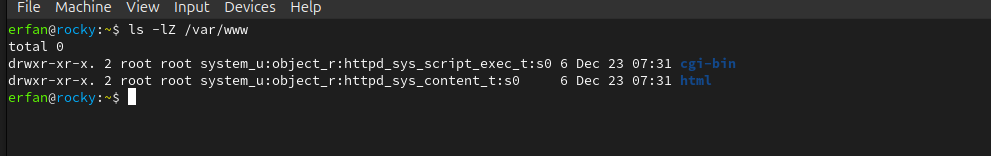 File Machine View Input Devices Help
erfan@rocky:~$ ls -lZ /var/www
total 0
drwxr-xr-x. 2 root root system_u:object_r:httpd_sys_script_exec_t:s0 6 Dec 23 07:31 cgi-bin
drwxr-xr-x. 2 root root system_u:object_r:httpd_sys_content_t:s0     6 Dec 23 07:31 html
erfan@rocky:~$